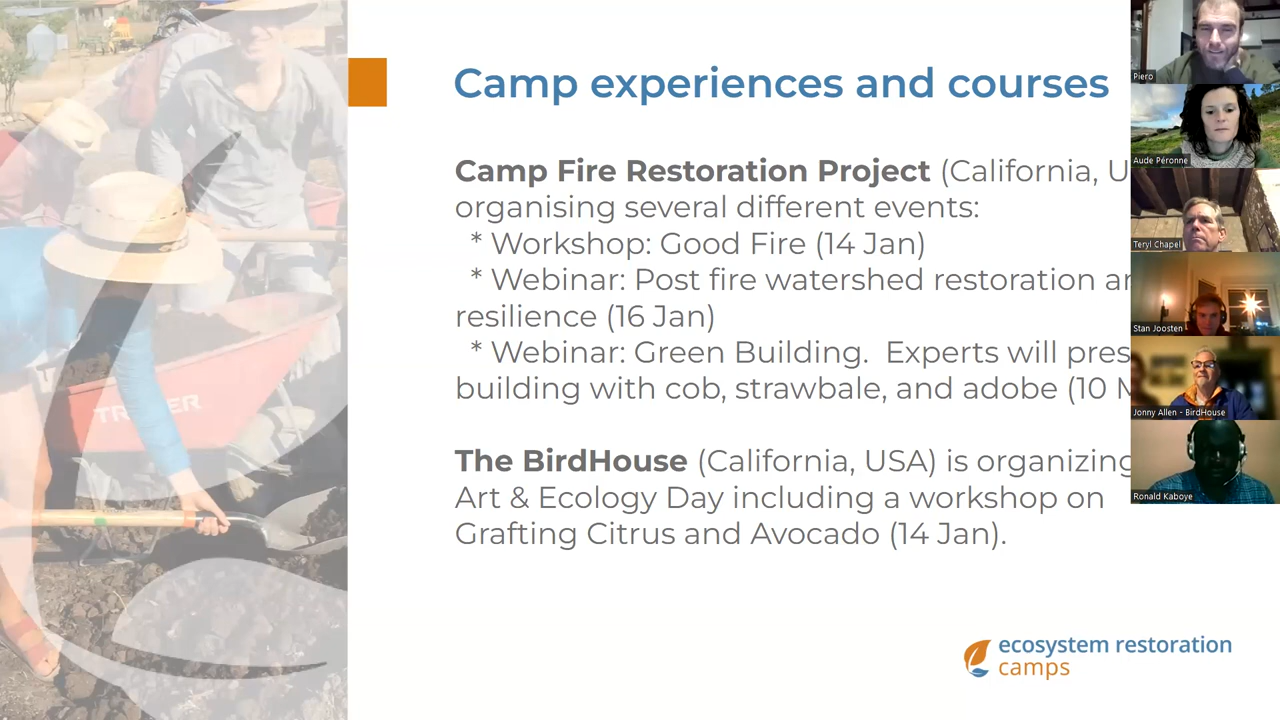 Camp experiences and courses
Camp Fire Restoration Project (California, U
organising several different events:
* Workshop: Good Fire (14 Jan)
* Webinar: Post fire watershed restoration
resilience (16 Jan)
* Webinar: Green Building. Experts will pres
building with cob, strawbale, and adobe (10 M
The BirdHouse (California, USA) is organizing
Art & Ecology Day including a workshop on
Grafting Citrus and Avocado (14 Jan).
ecosystem restoration
camps
Piero
Aude Péronne
Teryl Chapel
Stan Joosten
Jonny Allen - BirdHouse
Ronald Kaboye